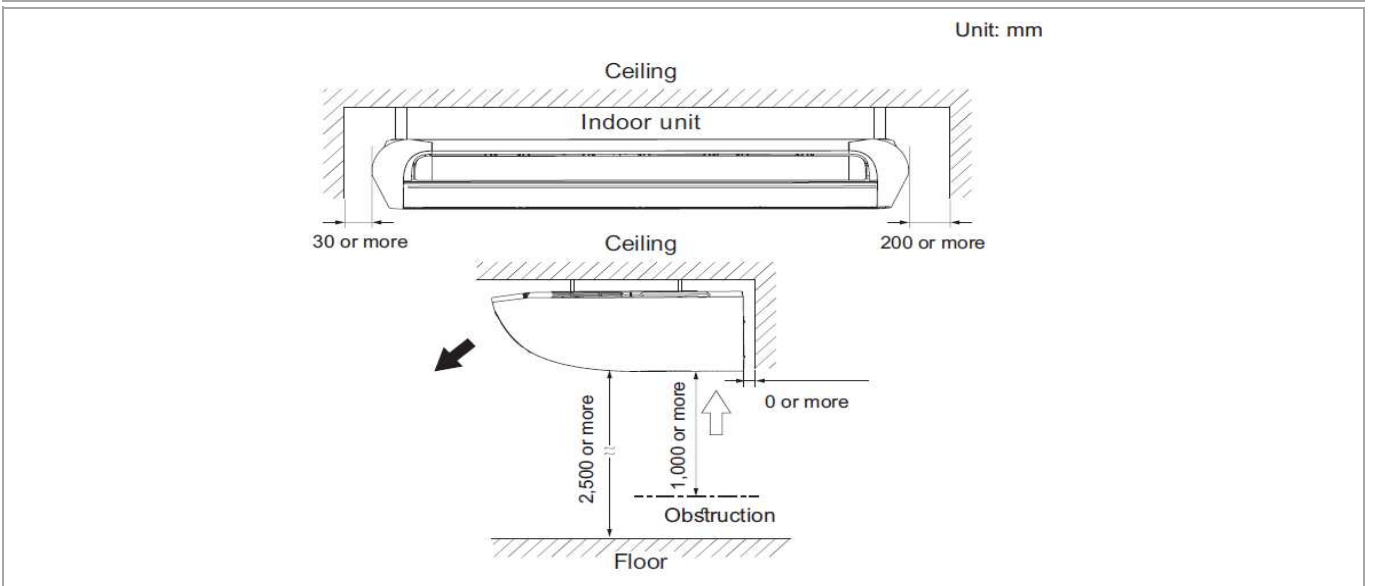 Unit: mm
Ceiling
Indoor unit
30 or more
200 or more
Ceiling
0 or more
2,500 or more
1,000 or more
Obstruction
Floor